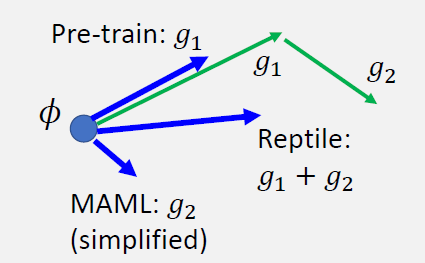 Pre-train: g₁
g₁
g₂
ϕ
Reptile:
g₁ + g₂
MAML: g₂
(simplified)